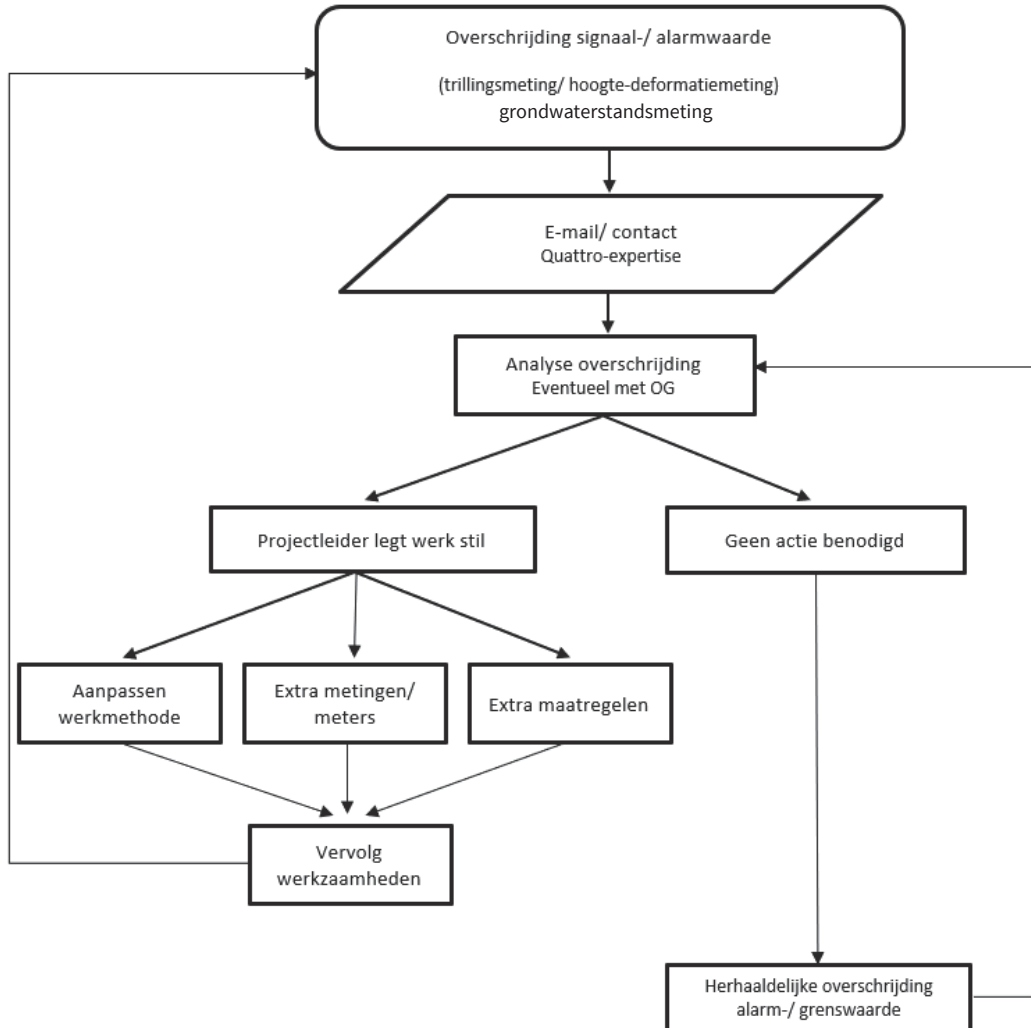 Overschrijding signaal-/ alarmwaarde
(trillingsmeting/ hoogte-deformatiemeting)
grondwaterstandsmeting
E-mail/ contact
Quattro-expertise
Analyse overschrijding
Eventueel met OG
Projectleider legt werk stil
Geen actie benodigd
Aanpassen
werkmethode
Extra metingen/
meters
Extra maatregelen
Vervolg
werkzaamheden
Herhaaldelijke overschrijding
alarm-/ grenswaarde